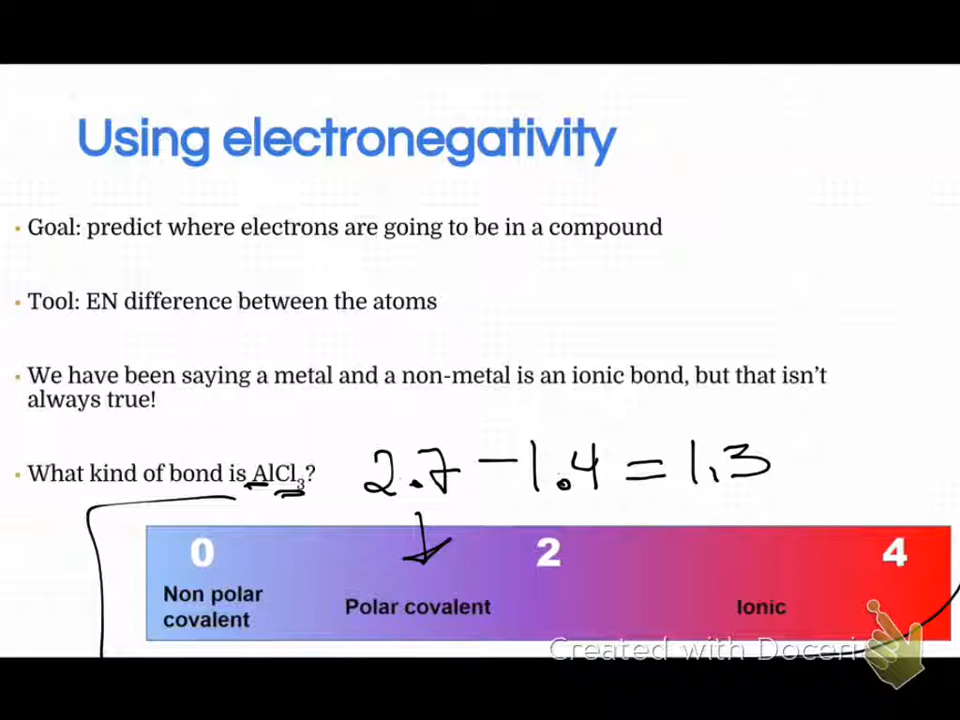 Using electronegativity
Goal: predict where electrons are going to be in a compound
Tool: EN difference between the atoms
We have been saying a metal and a non-metal is an ionic bond, but that isn't
always true!
What kind of bond is AlCl₃? 2.7 - 1.4 = 1.3
0 2 4
Non polar
covalent
Polar covalent
Ionic
Created with Doceri